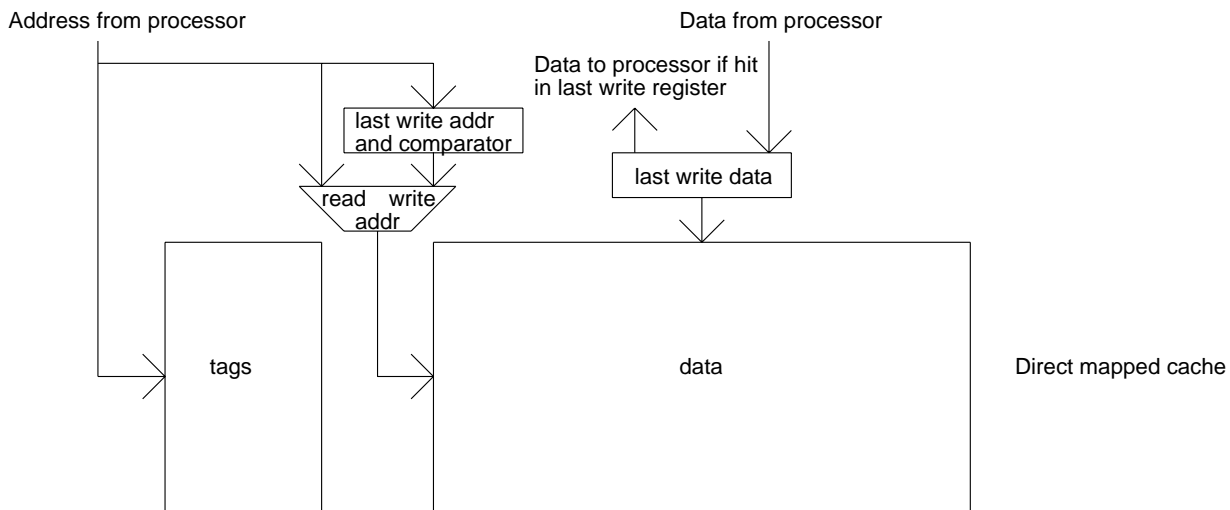 Address from processor
Data from processor
Data to processor if hit
in last write register
last write addr
and comparator
last write data
read write
addr
tags
data
Direct mapped cache